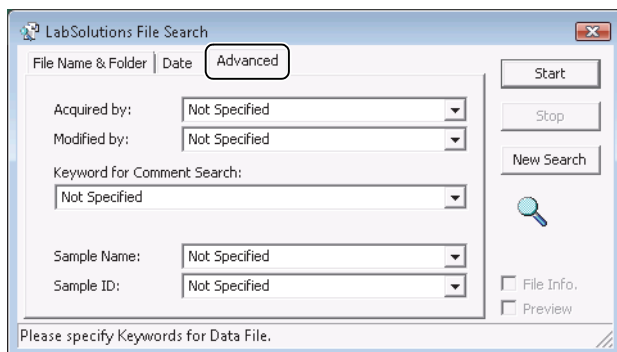 LabSolutions File Search
File Name & Folder Date Advanced
Start
Acquired by: Not Specified
Stop
Modified by: Not Specified
New Search
Keyword for Comment Search:
Not Specified
Sample Name: Not Specified
Sample ID: Not Specified
File Info.
Preview
Please specify Keywords for Data File.